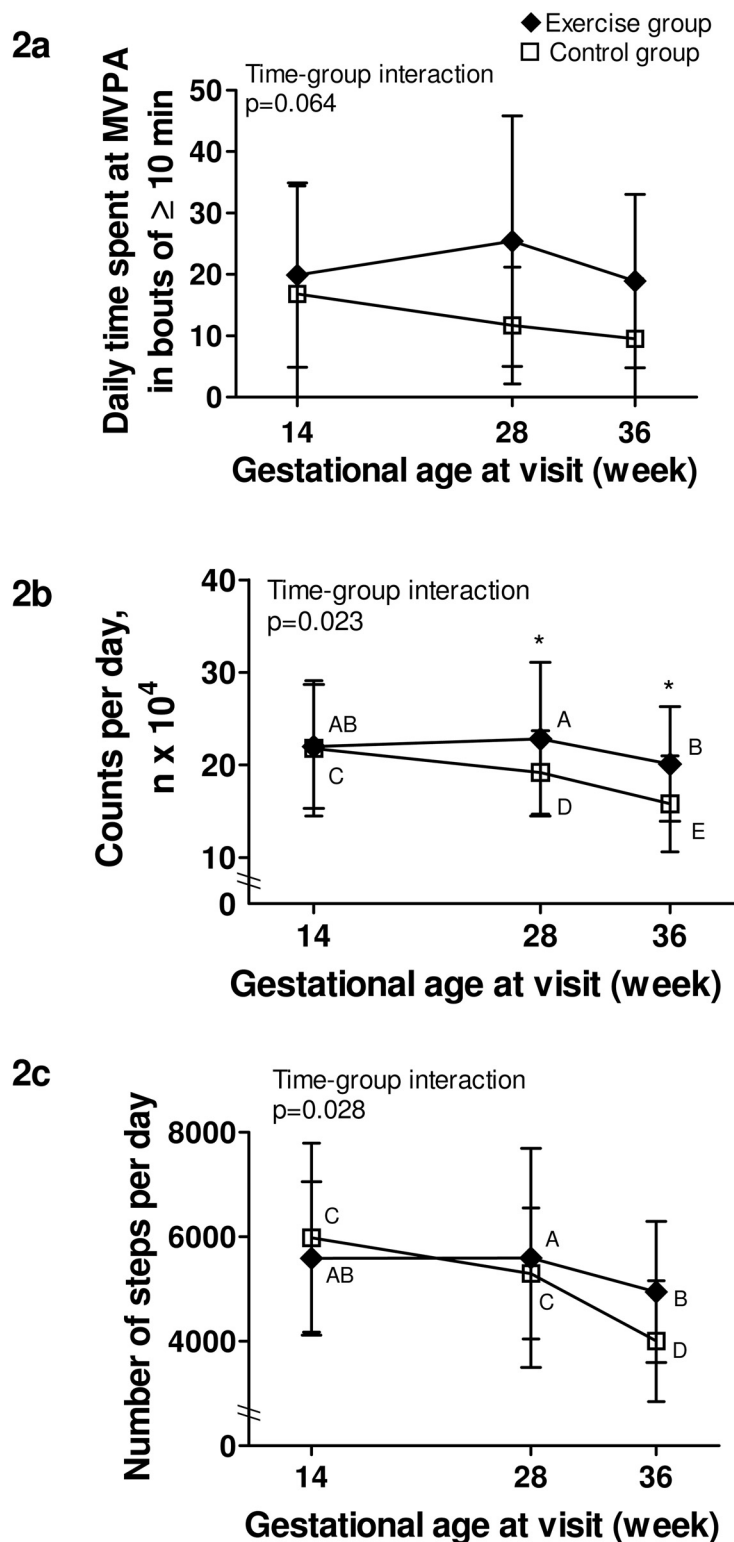 2a
◆Exercise group
□ Control group
Time-group interaction
p=0.064
Daily time spent at MVPA
in bouts of ≥ 10 min
50
40
30
20
10
0
14 28 36
Gestational age at visit (week)
2b
Time-group interaction
p=0.023
Counts per day,
n x 10⁴
40
30
20
10
0
* *
AB A B
C D E
14 28 36
Gestational age at visit (week)
2c
Time-group interaction
p=0.028
Number of steps per day
8000
6000
4000
0
C A B
AB C D
14 28 36
Gestational age at visit (week)